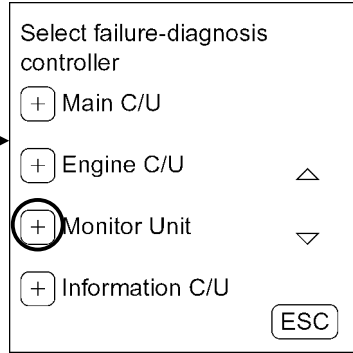 Select failure-diagnosis
controller
+ Main C/U
+ Engine C/U
+ Monitor Unit
+ Information C/U
ESC